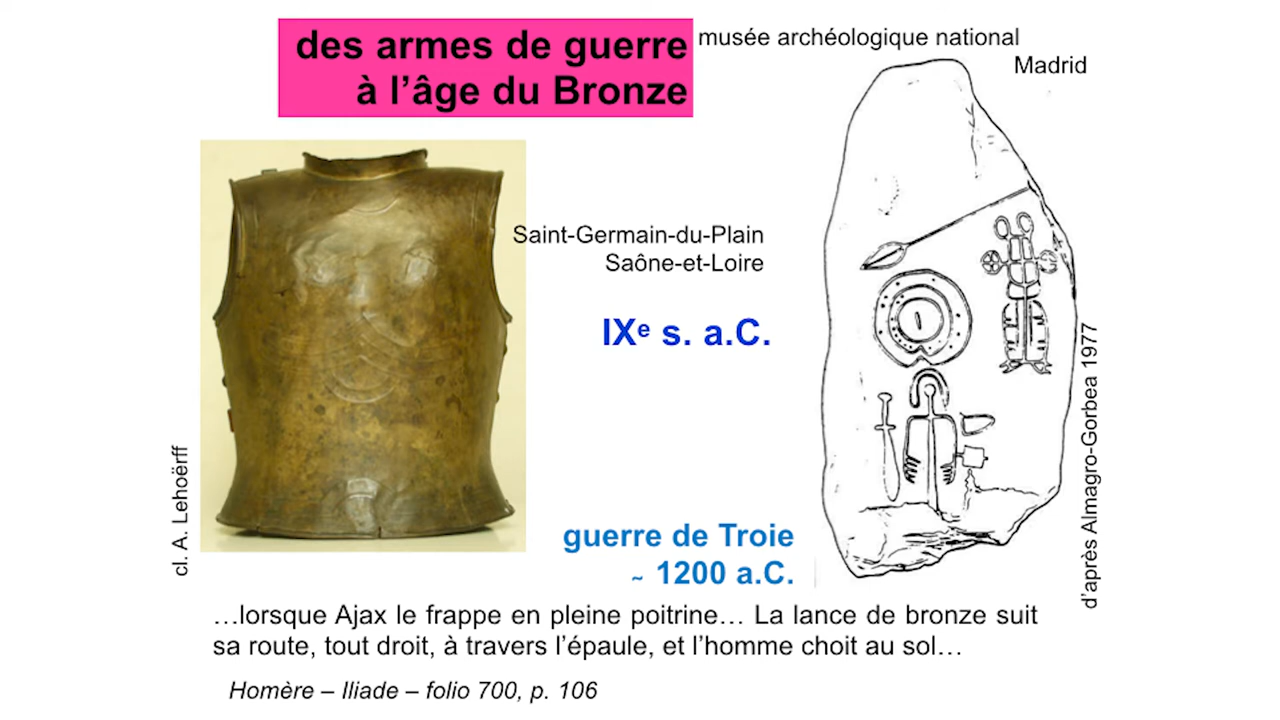 des armes de guerre
à l’âge du Bronze
musée archéologique national
Madrid
Saint-Germain-du-Plain
Saône-et-Loire
IXe s. a.C.
cl. A. Lehoërff
d'après Almagro-Gorbea 1977
guerre de Troie
~ 1200 a.C.
…lorsque Ajax le frappe en pleine poitrine… La lance de bronze suit
sa route, tout droit, à travers l’épaule, et l’homme choit au sol…
Homère – Iliade – folio 700, p. 106